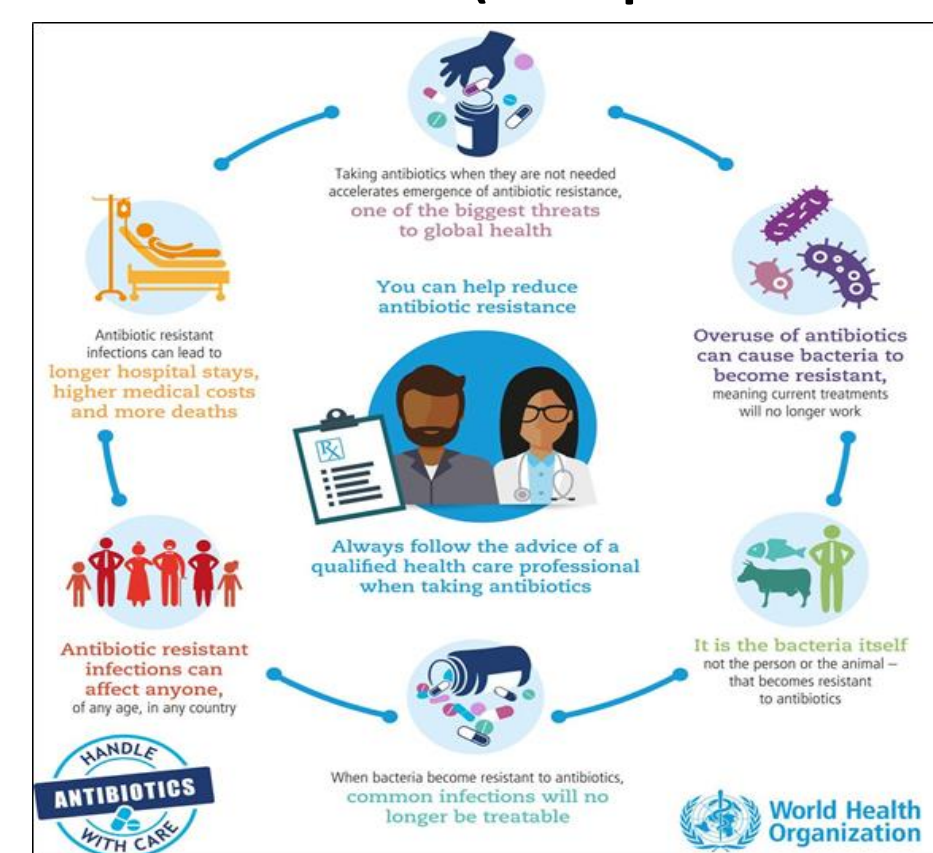 Taking antibiotics when they are not needed
accelerates emergence of antibiotic resistance,
one of the biggest threats
to global health
Overuse of antibiotics
can cause bacteria to
become resistant,
meaning current treatments
will no longer work
It is the bacteria itself
not the person or the animal –
that becomes resistant
to antibiotics
When bacteria become resistant to antibiotics,
common infections will no
longer be treatable
Antibiotic resistant
infections can
affect anyone,
of any age, in any country
Antibiotic resistant
infections can lead to
longer hospital stays,
higher medical costs
and more deaths
You can help reduce
antibiotic resistance
Rx
Always follow the advice of a
qualified health care professional
when taking antibiotics
HANDLE
ANTIBIOTICS
WITH CARE
World Health
Organization